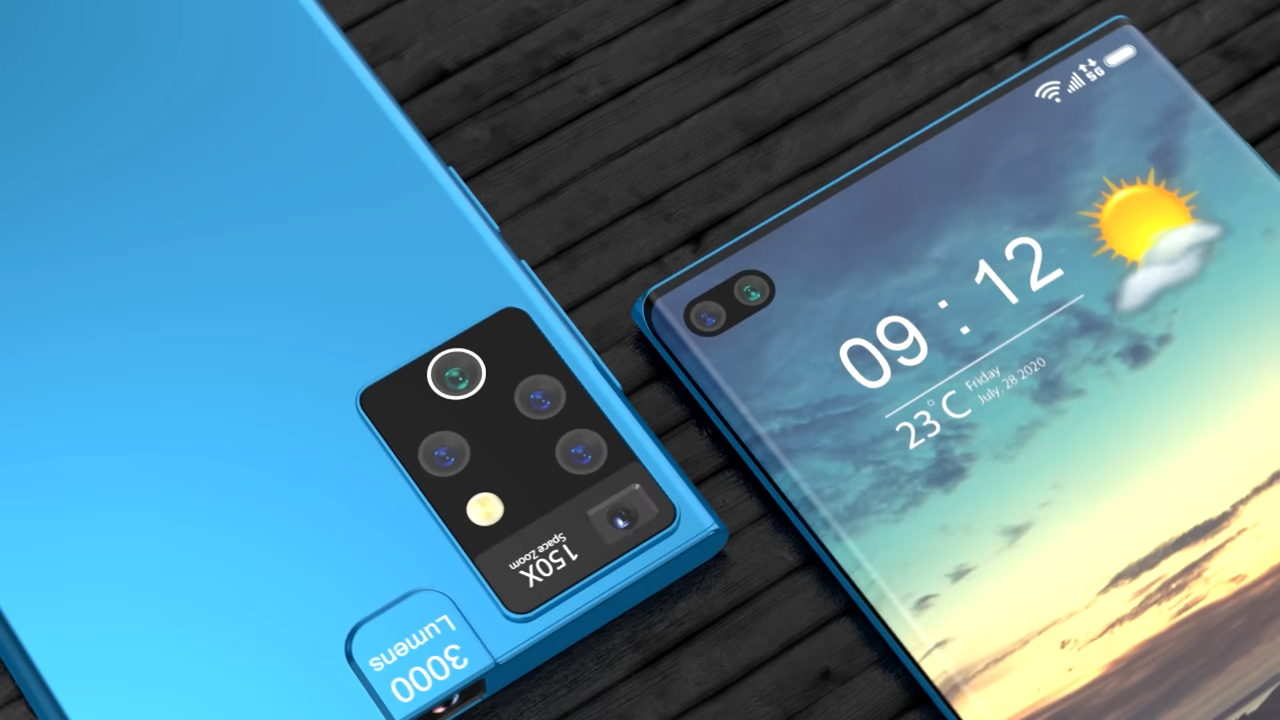 5G
09 : 12
23°C
Friday
July, 28 2020
150X
Space Zoom
3000
Lumens